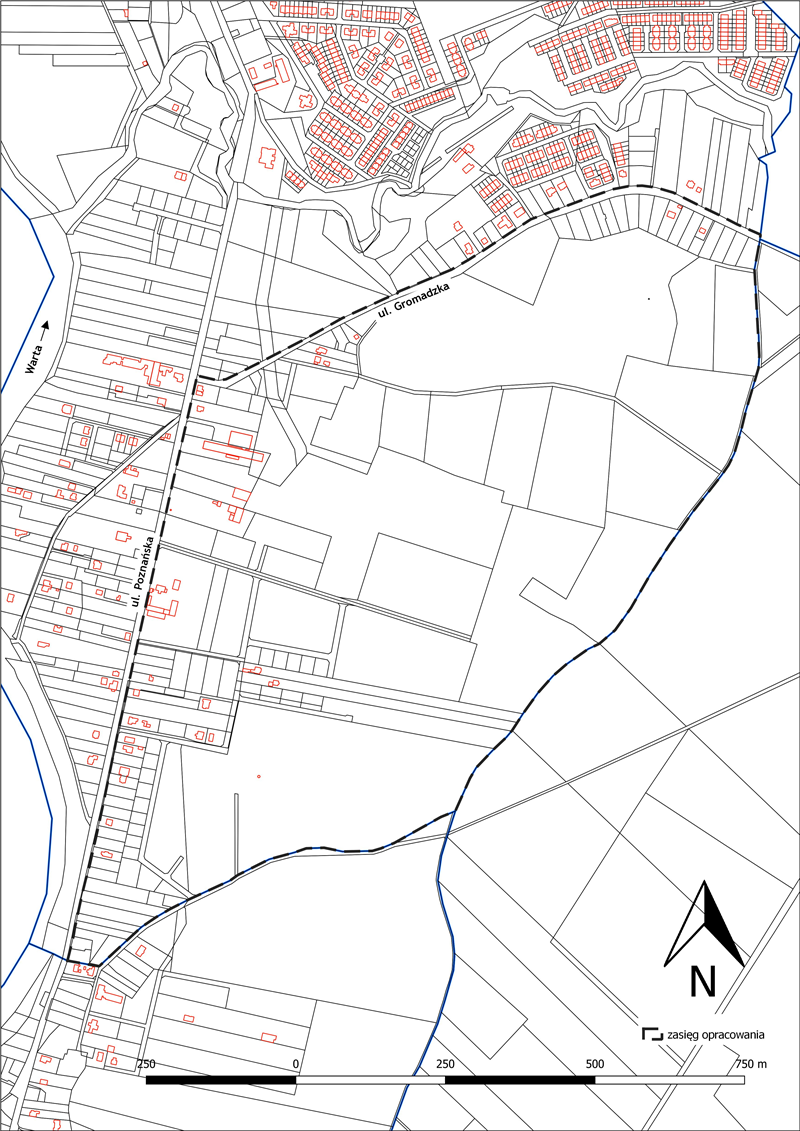 ul. Gromadzka
Warta
ul. Poznańska
N
zasięg opracowania
250 0 250 500 750 m